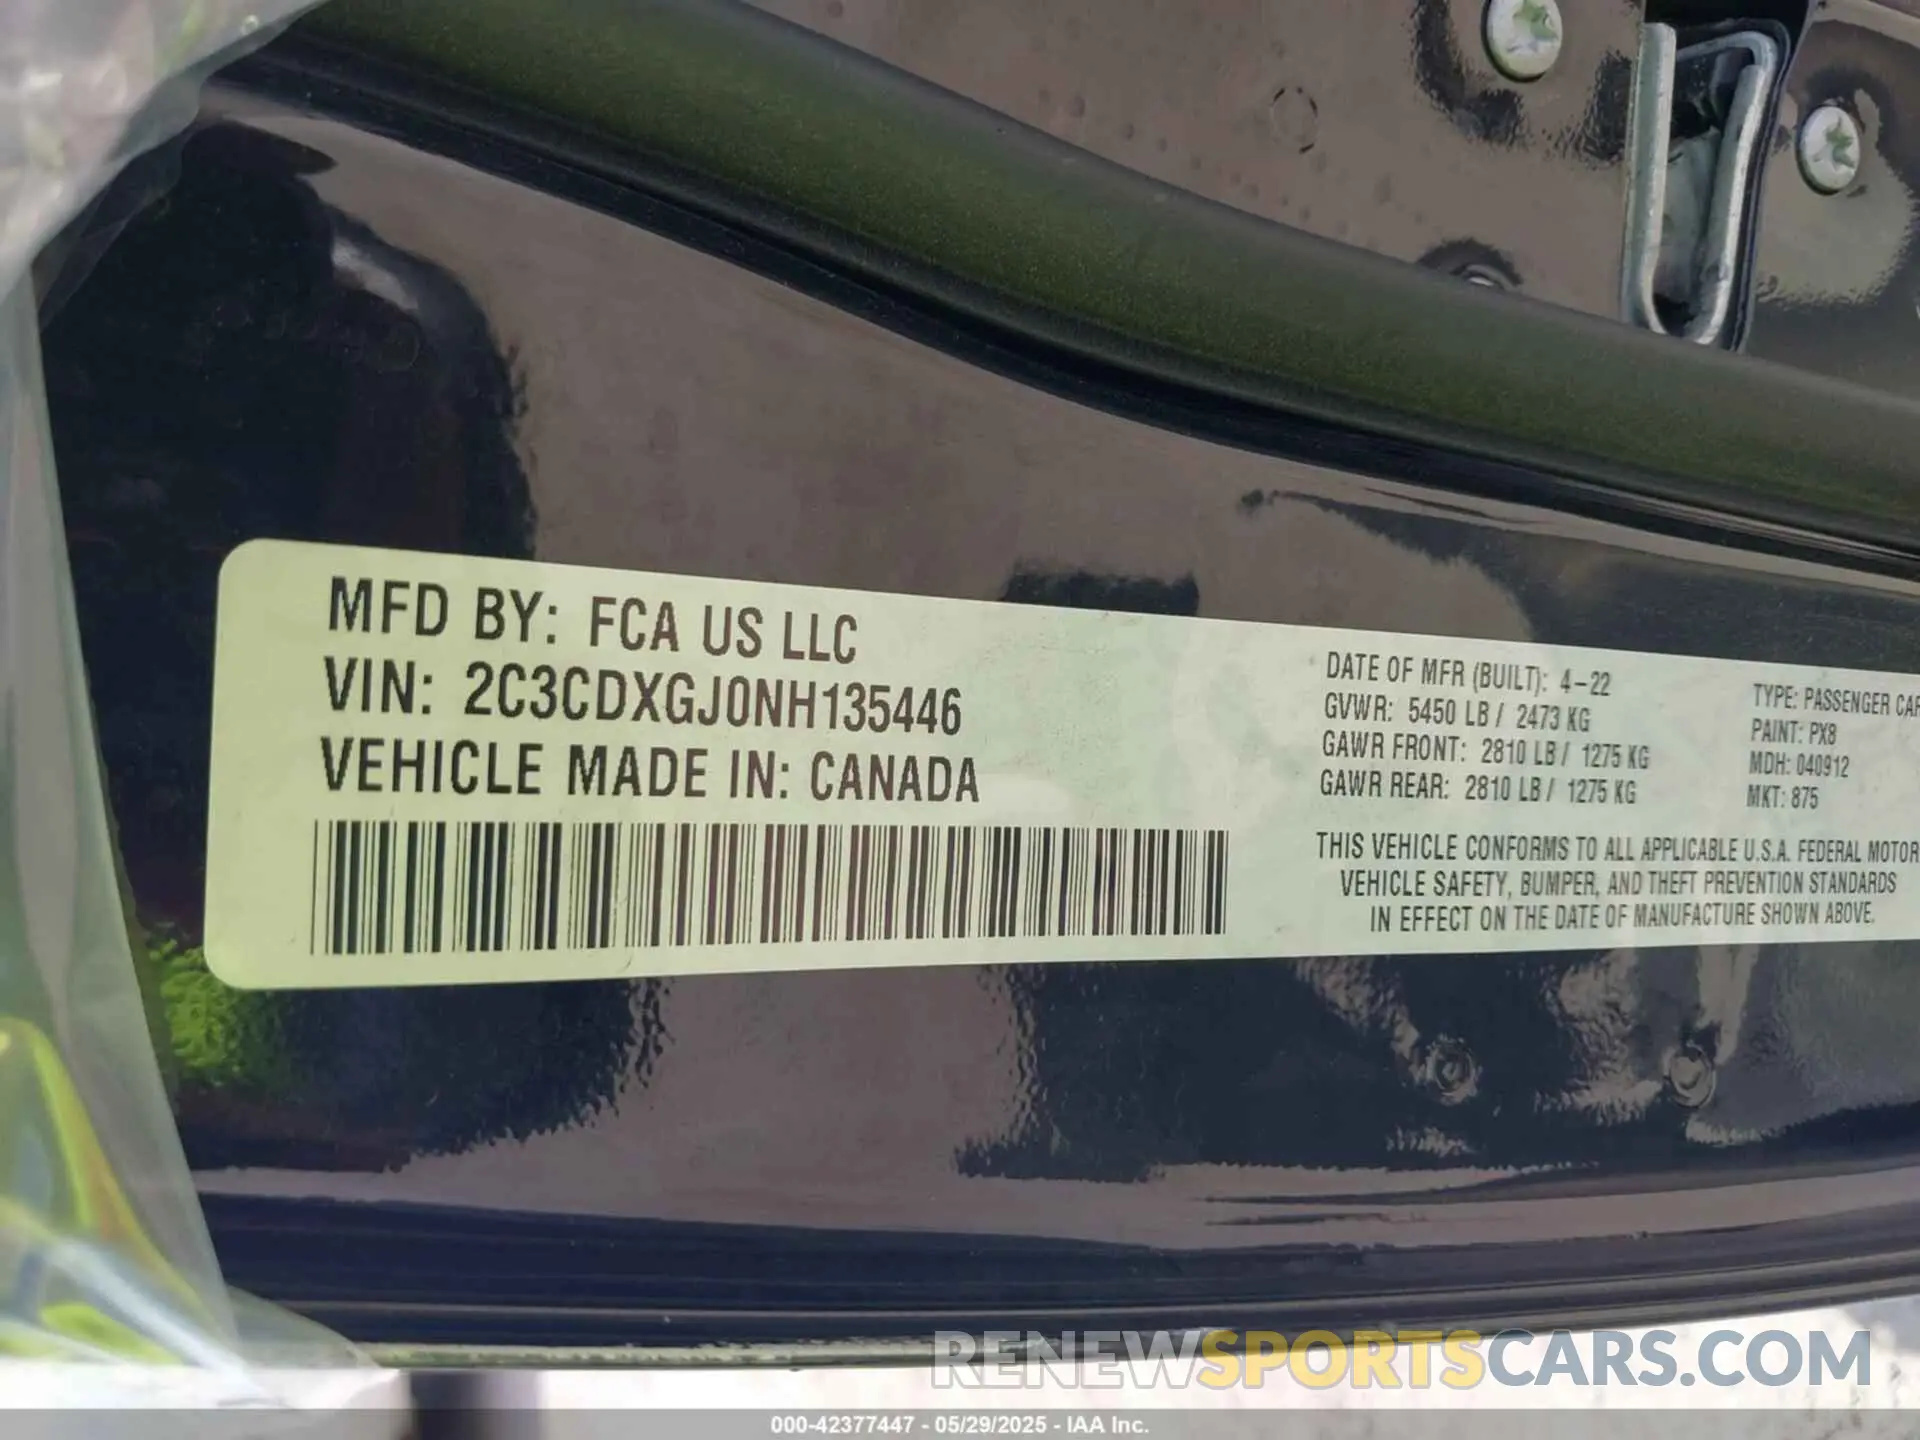 MFD BY: FCA US LLC
VIN: 2C3CDXGJ0NH135446
VEHICLE MADE IN: CANADA
DATE OF MFR (BUILT): 4-22
GVWR: 5450 LB / 2473 KG
GAWR FRONT: 2810 LB / 1275 KG
GAWR REAR: 2810 LB / 1275 KG
TYPE: PASSENGER CAR
PAINT: PX8
MDH: 040912
MKT: 875
THIS VEHICLE CONFORMS TO ALL APPLICABLE U.S.A. FEDERAL MOTOR
VEHICLE SAFETY, BUMPER, AND THEFT PREVENTION STANDARDS
IN EFFECT ON THE DATE OF MANUFACTURE SHOWN ABOVE.
RENEWSPORTSCARS.COM
000-42377447 - 05/29/2025 - IAA Inc.